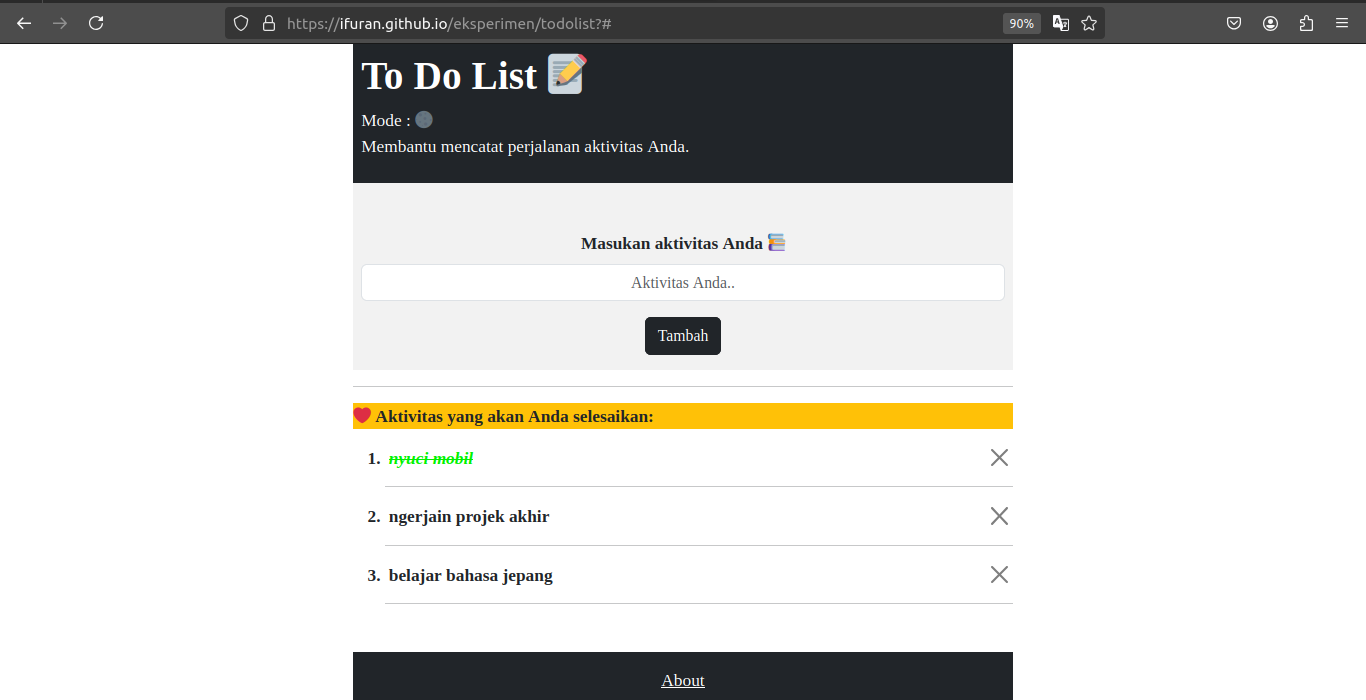 https://ifuran.github.io/eksperimen/todolist?#
90%
To Do List 📝
Mode : 🌑
Membantu mencatat perjalanan aktivitas Anda.
Masukan aktivitas Anda 📚
Aktivitas Anda..
Tambah
❤️ Aktivitas yang akan Anda selesaikan:
1. nyuci mobil
2. ngerjain projek akhir
3. belajar bahasa jepang
About